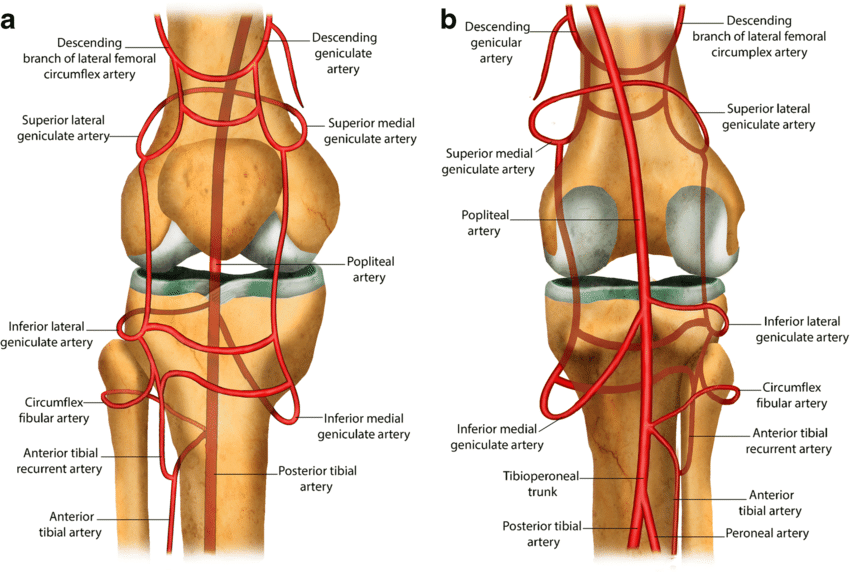 a
Descending
branch of lateral femoral
circumflex artery
Descending
geniculate
artery
Superior lateral
geniculate artery
Superior medial
geniculate artery
Popliteal
artery
Inferior lateral
geniculate artery
Circumflex
fibular artery
Inferior medial
geniculate artery
Anterior tibial
recurrent artery
Posterior tibial
artery
Anterior
tibial artery
b
Descending
genicular
artery
Descending
branch of lateral femoral
circumplex artery
Superior lateral
geniculate artery
Superior medial
geniculate artery
Popliteal
artery
Inferior lateral
geniculate artery
Circumflex
fibular artery
Inferior medial
geniculate artery
Anterior tibial
recurrent artery
Tibioperoneal
trunk
Anterior
tibial artery
Posterior tibial
artery
Peroneal artery